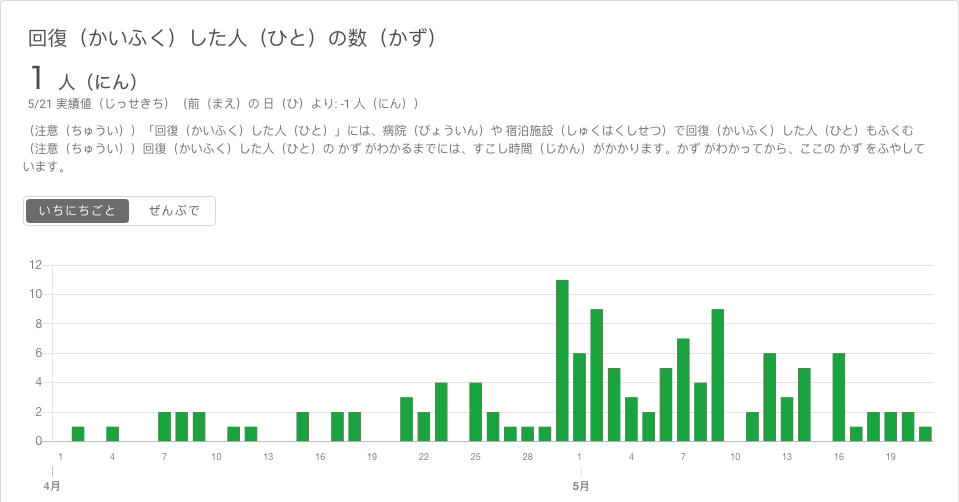 回復（かいふく）した人（ひと）の数（かず）
1 人（にん）
5/21 実績値（じっせきち）（前（まえ）の 日（ひ）より: -1 人（にん））
（注意（ちゅうい））「回復（かいふく）した人（ひと）」には、病院（びょういん）や 宿泊施設（しゅくはくしせつ）で回復（かいふく）した人（ひと）もふくむ
（注意（ちゅうい））回復（かいふく）した人（ひと）の かず がわかるまでには、すこし時間（じかん）がかかります。かず がわかってから、ここの かず をふやして
います。
いちにちごと ぜんぶで
12
10
8
6
4
2
0
1 4 7 10 13 16 19 22 25 28 1 4 7 10 13 16 19
4月 5月